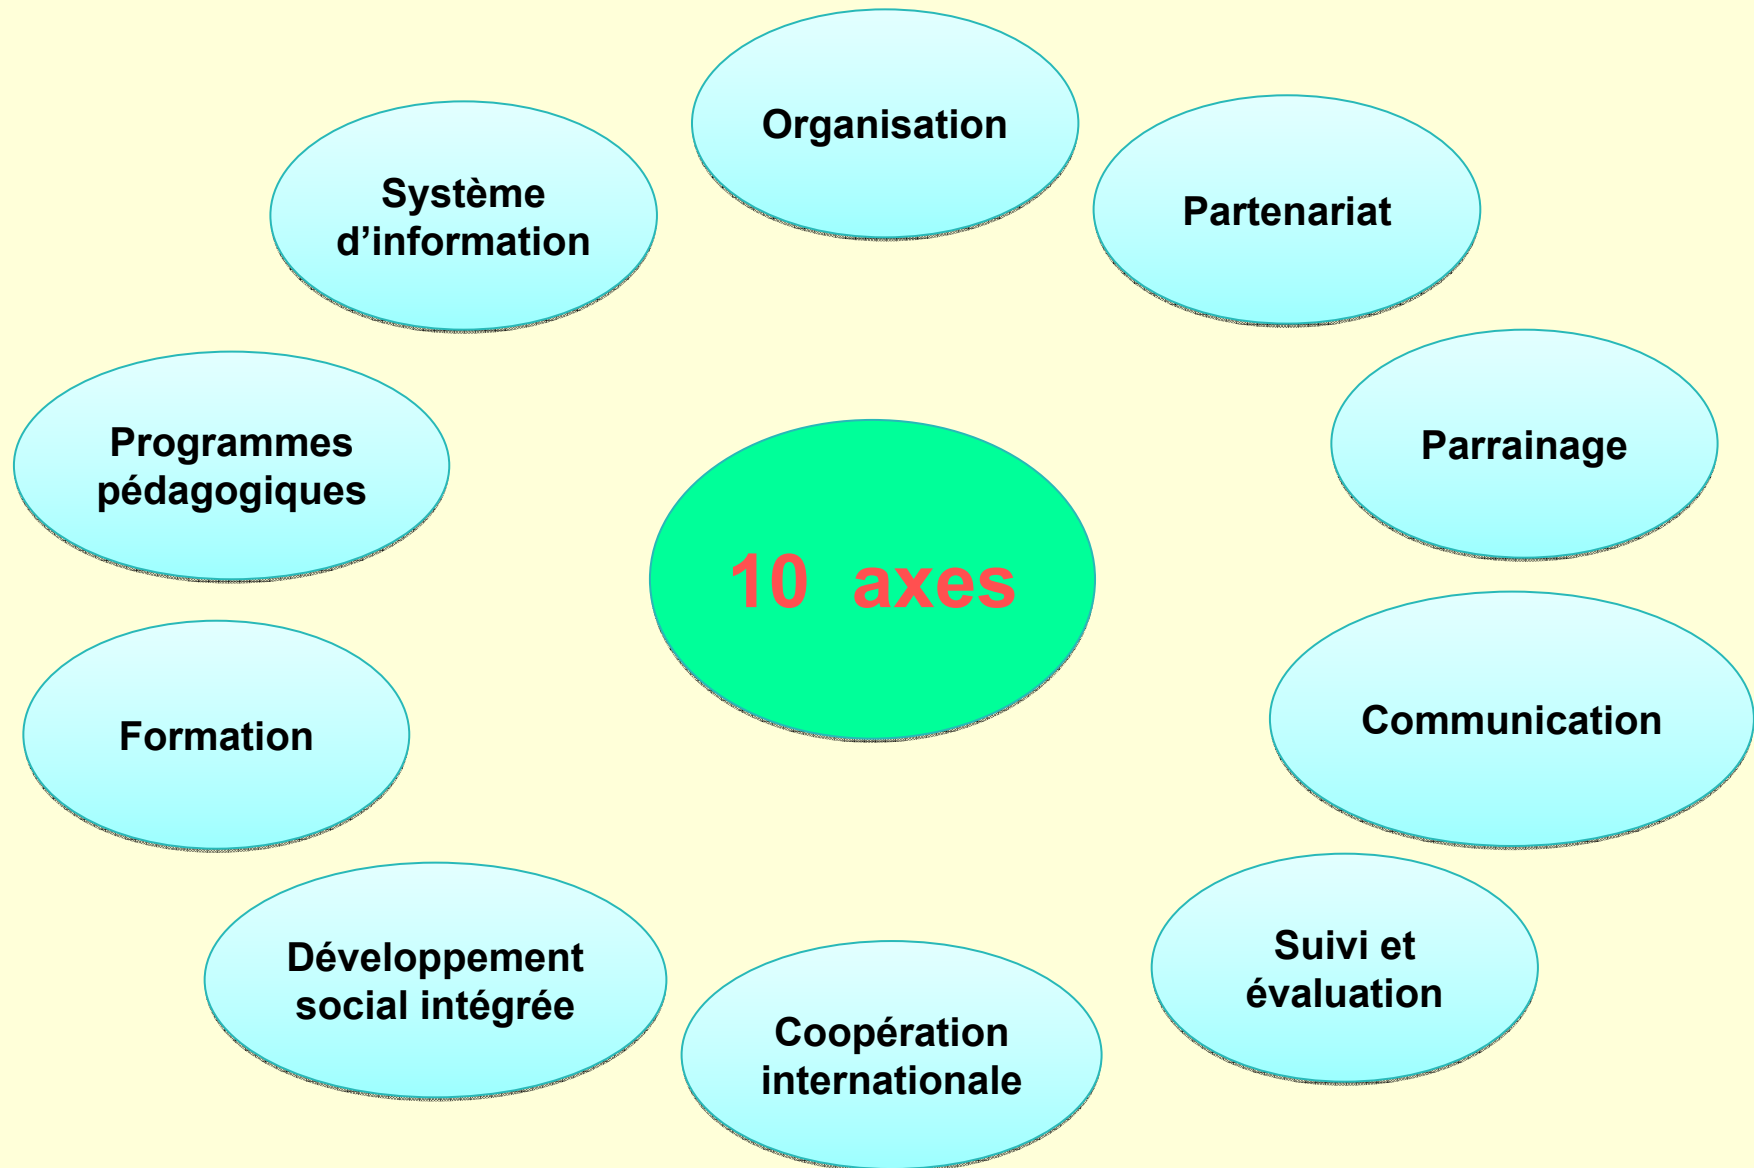 Organisation
Système
d’information
Partenariat
Programmes
pédagogiques
Parrainage
10 axes
Formation
Communication
Développement
social intégrée
Suivi et
évaluation
Coopération
internationale